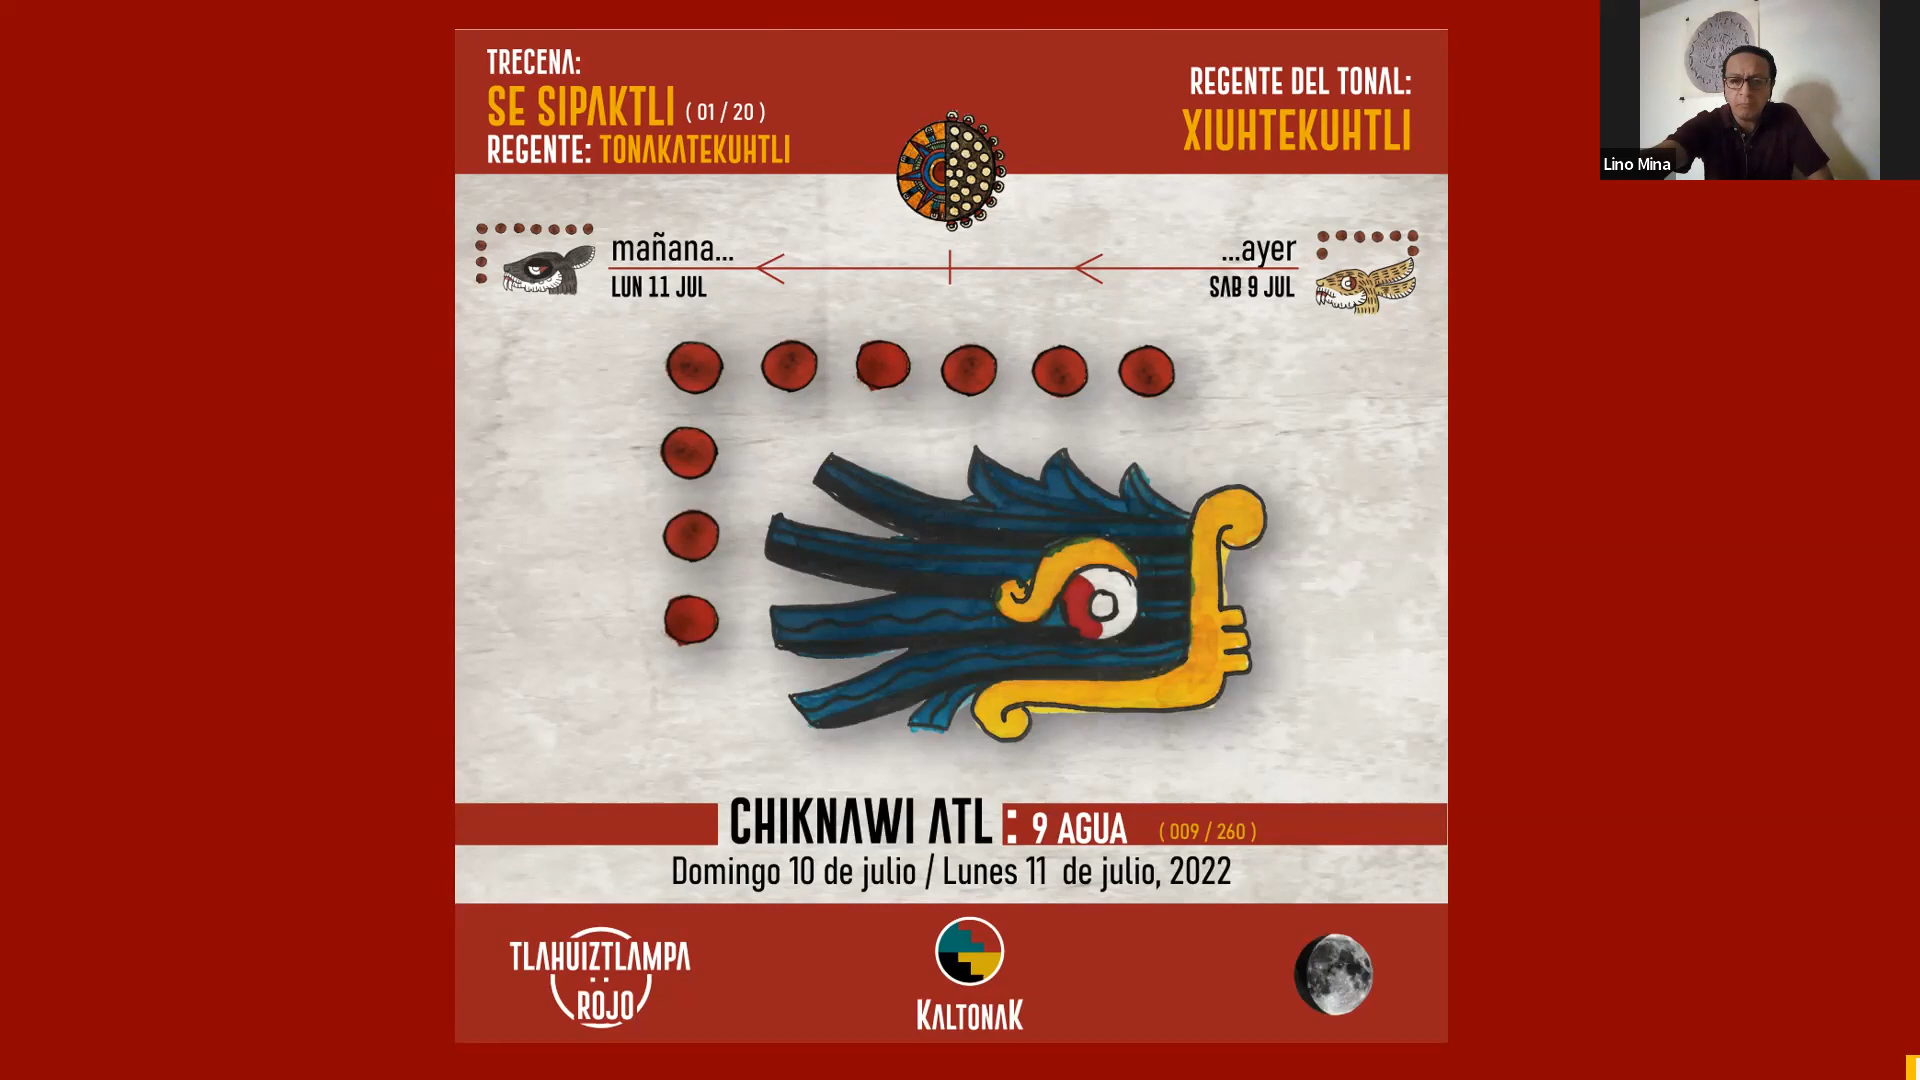 TRECENA:
SE SIPAKTLI ( 01 / 20 )
REGENTE: TONAKATEKUHTLI
REGENTE DEL TONAL:
XIUHTEKUHTLI
Lino Mina
mañana...
LUN 11 JUL
...ayer
SAB 9 JUL
CHIKNAWI ATL : 9 AGUA ( 009 / 260 )
Domingo 10 de julio / Lunes 11 de julio, 2022
TLAHUIZTLAMPA
ROJO
KALTONAK